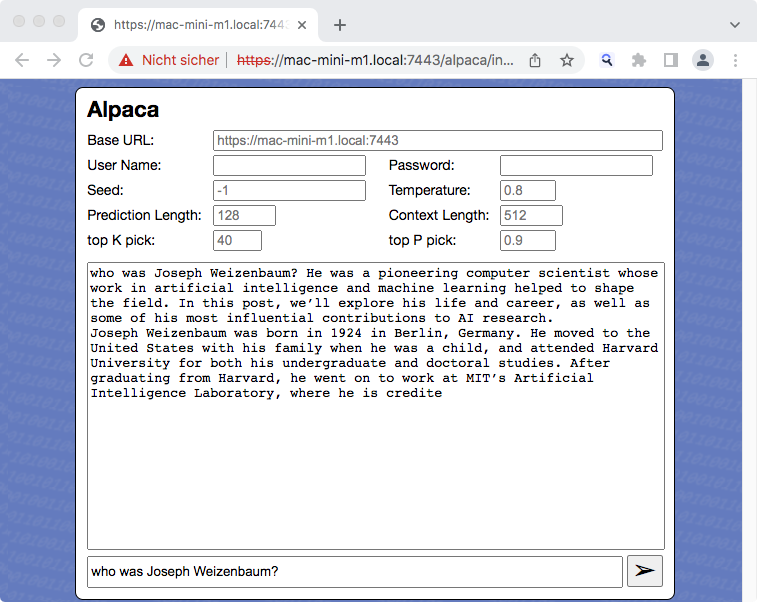 https://mac-mini-m1.local:744
Nicht sicher https://mac-mini-m1.local:7443/alpaca/in...
Alpaca
Base URL: https://mac-mini-m1.local:7443
User Name: Password:
Seed: -1 Temperature: 0.8
Prediction Length: 128 Context Length: 512
top K pick: 40 top P pick: 0.9
who was Joseph Weizenbaum? He was a pioneering computer scientist whose
work in artificial intelligence and machine learning helped to shape
the field. In this post, we’ll explore his life and career, as well as
some of his most influential contributions to AI research.
Joseph Weizenbaum was born in 1924 in Berlin, Germany. He moved to the
United States with his family when he was a child, and attended Harvard
University for both his undergraduate and doctoral studies. After
graduating from Harvard, he went on to work at MIT’s Artificial
Intelligence Laboratory, where he is credite
who was Joseph Weizenbaum?